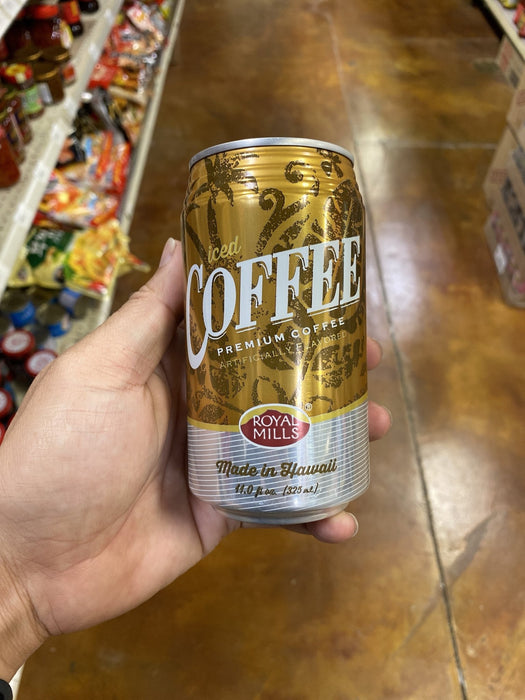 iced
COFFEE
PREMIUM COFFEE
ARTIFICIALLY FLAVORED
ROYAL
MILLS
®
Made in Hawaii
11.0 fl oz. (325 mL)